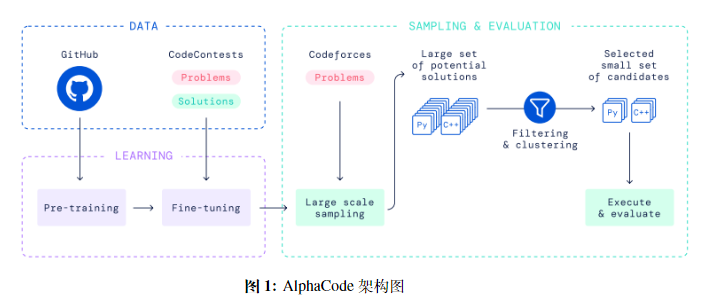 DATA
GitHub
CodeContests
Problems
Solutions
LEARNING
Pre-training
Fine-tuning
SAMPLING & EVALUATION
Codeforces
Problems
Large scale
sampling
Large set
of potential
solutions
Py
C++
Filtering
& clustering
Selected
small set
of candidates
Py
C++
Execute
& evaluate
图 1: AlphaCode 架构图